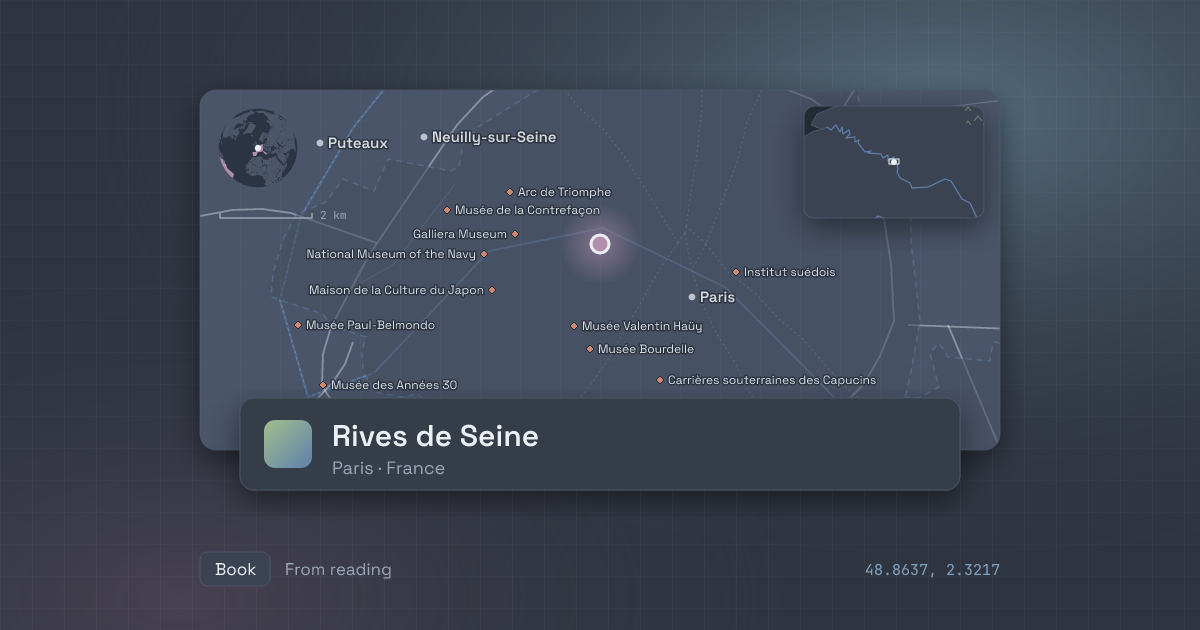 Puteaux
Neuilly-sur-Seine
Arc de Triomphe
Musée de la Contrefaçon
2 km
Galliera Museum
National Museum of the Navy
Institut suédois
Maison de la Culture du Japon
Paris
Musée Paul-Belmondo
Musée Valentin Haüy
Musée Bourdelle
Carrières souterraines des Capucins
Musée des Années 30
Rives de Seine
Paris · France
Book
From reading
48.8637, 2.3217